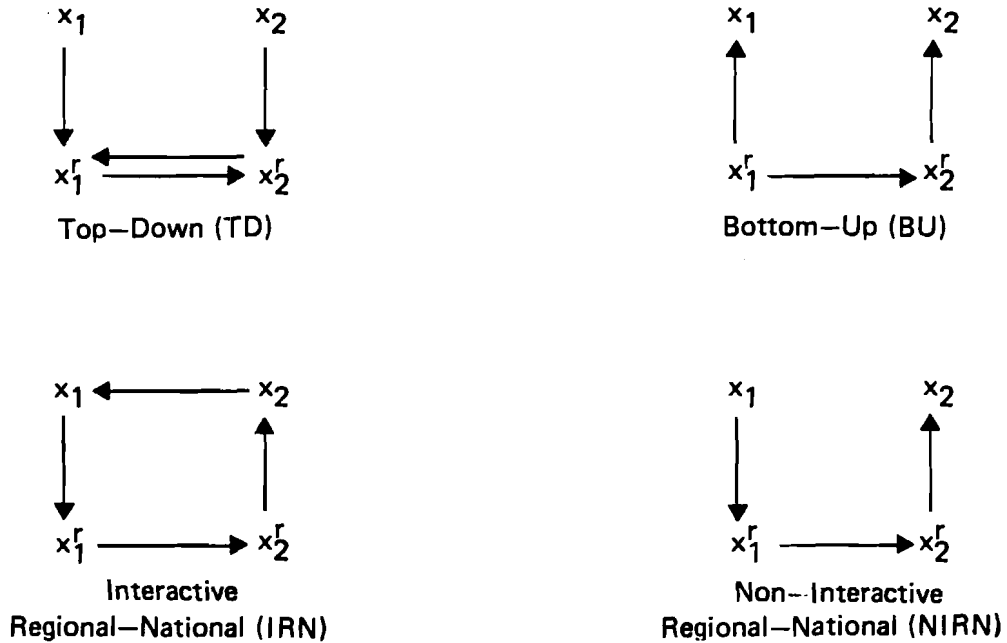 x₁ x₂ x₁ x₂
x₁ʳ x₂ʳ x₁ʳ x₂ʳ
Top–Down (TD) Bottom–Up (BU)
x₁ x₂ x₁ x₂
x₁ʳ x₂ʳ x₁ʳ x₂ʳ
Interactive Non–Interactive
Regional–National (IRN) Regional–National (NIRN)